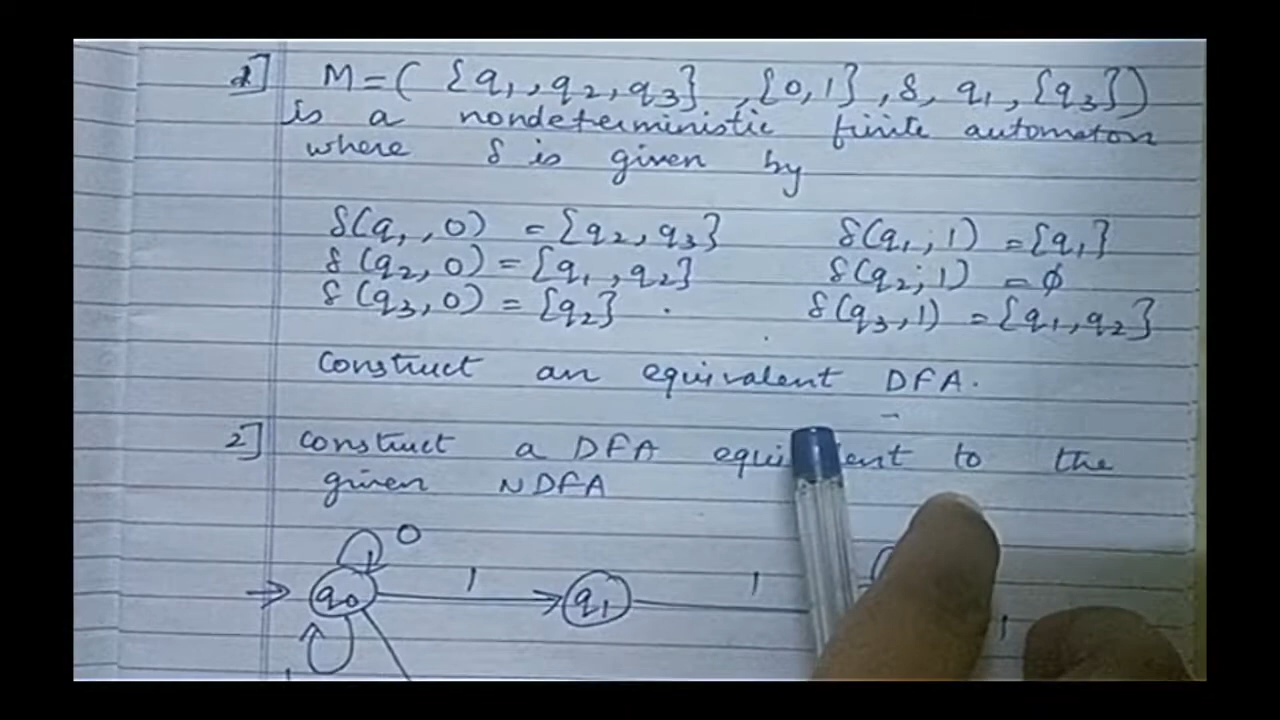 1] M = ( {q1, q2, q3}, {0, 1}, δ, q1, {q3})
is a nondeterministic finite automaton
where δ is given by
δ(q1, 0) = {q2, q3} δ(q1, 1) = {q1}
δ(q2, 0) = {q1, q2} δ(q2, 1) = ϕ
δ(q3, 0) = {q2}. δ(q3, 1) = {q1, q2}
Construct an equivalent DFA.
2] construct a DFA to the
given NDFA
0
q0 1 q1 1
1